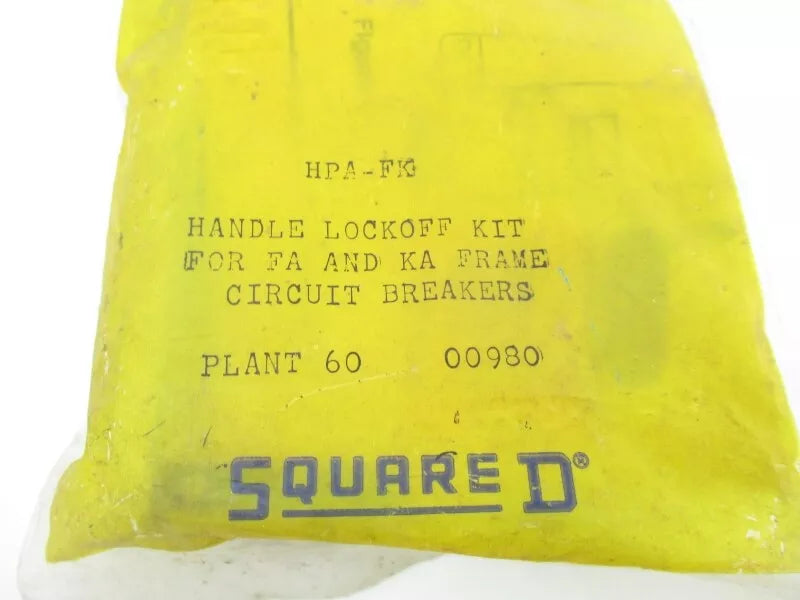 HPA-FK
HANDLE LOCKOFF KIT
FOR FA AND KA FRAME
CIRCUIT BREAKERS
PLANT 60 00980
SQUARE D®